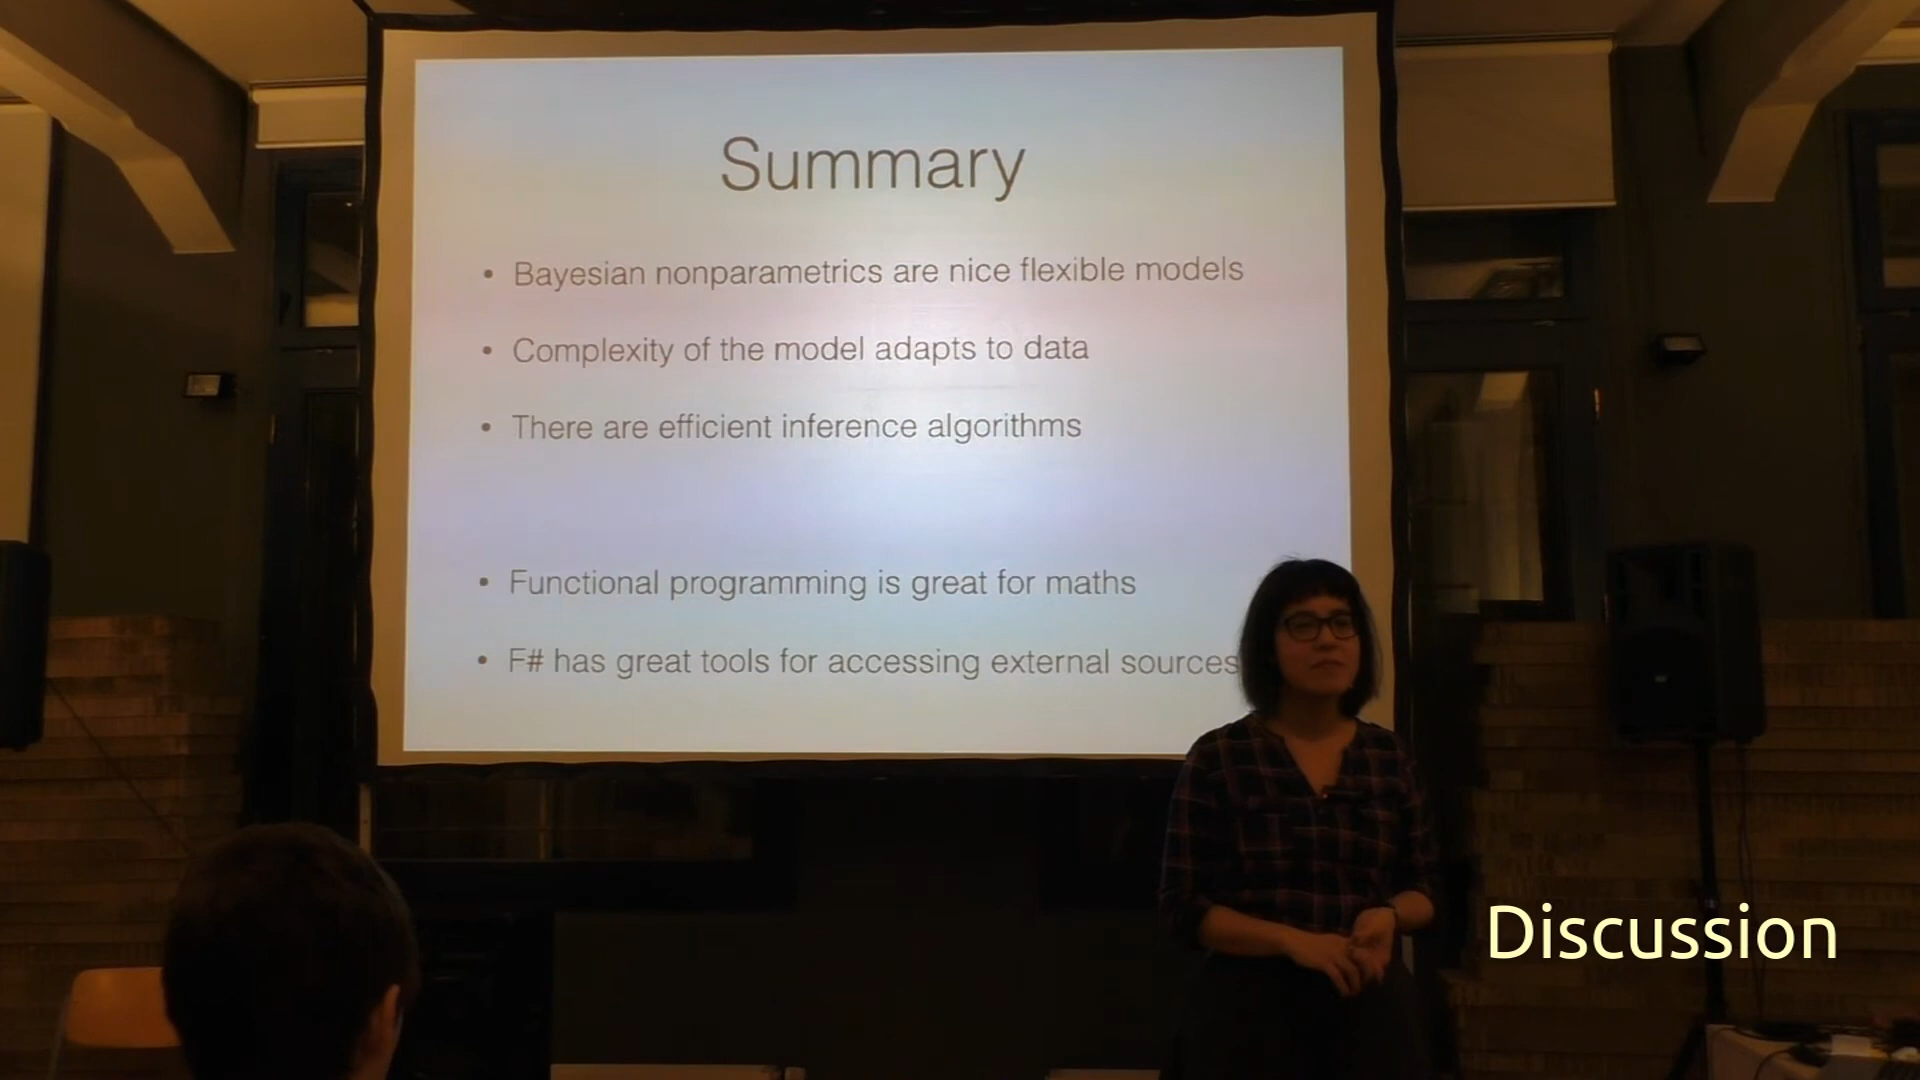 Summary
• Bayesian nonparametrics are nice flexible models
• Complexity of the model adapts to data
• There are efficient inference algorithms
• Functional programming is great for maths
• F# has great tools for accessing external sources
Discussion